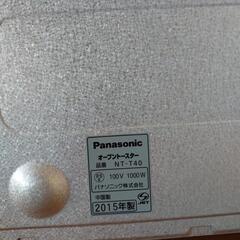 Panasonic
オーブントースター
品番 NT-T40
100V 1000W
パナソニック株式会社
中国製
2015年製
JET